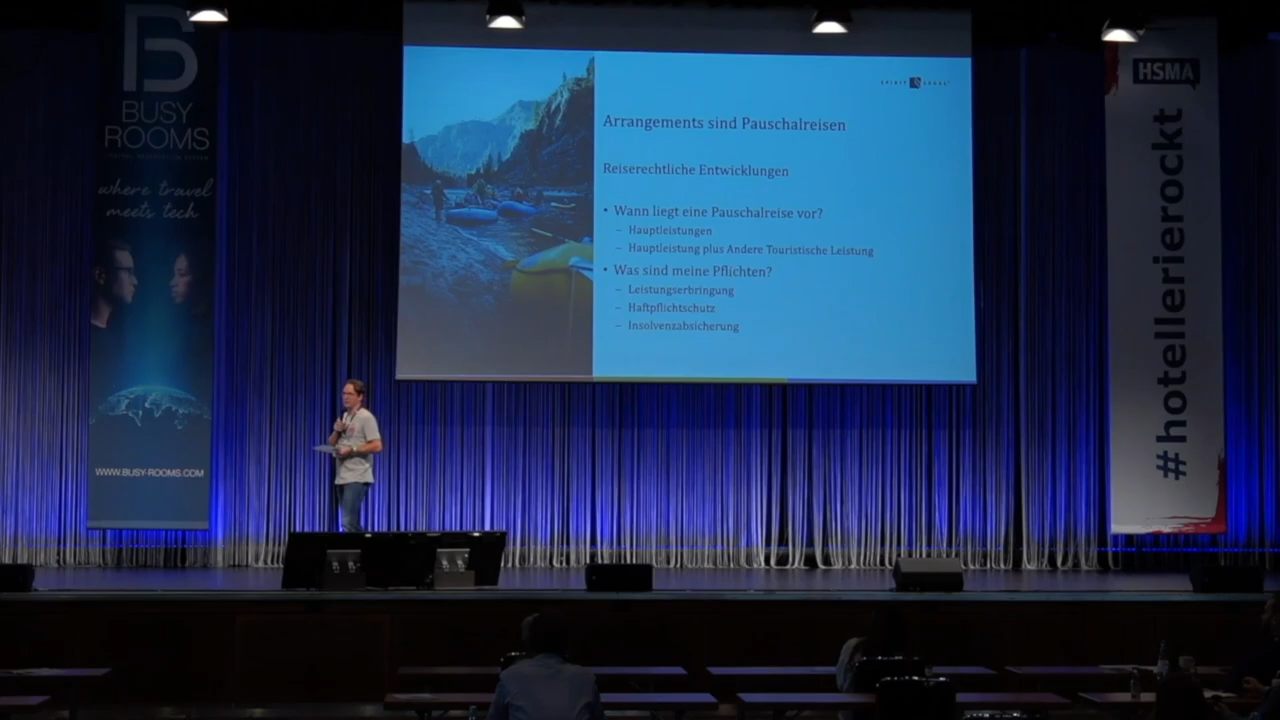 BUSY
ROOMS
where travel
meets tech
WWW.BUSY-ROOMS.COM
Arrangements sind Pauschalreisen
Reiserechtliche Entwicklungen
• Wann liegt eine Pauschalreise vor?
– Hauptleistungen
– Hauptleistung plus Andere Touristische Leistung
• Was sind meine Pflichten?
– Leistungserbringung
– Haftpflichtschutz
– Insolvenzabsicherung
HSMA
#hotellerierockt